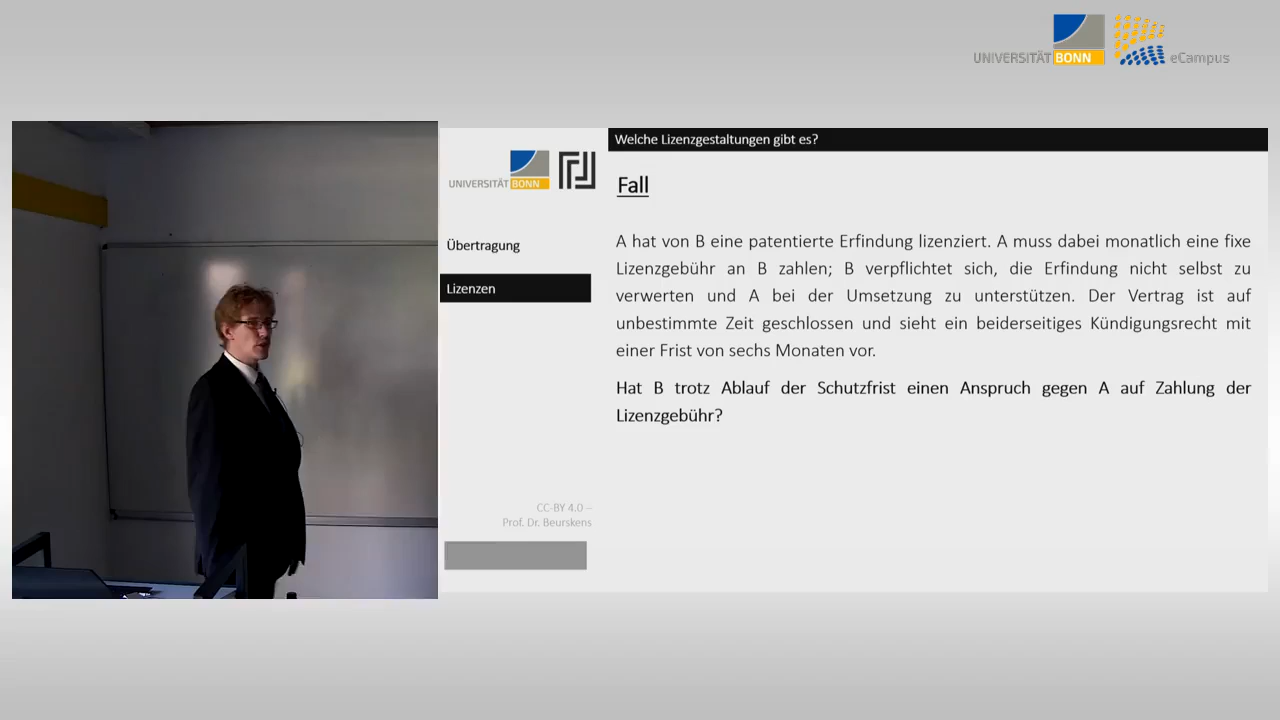 UNIVERSITÄT BONN eCampus
Welche Lizenzgestaltungen gibt es?
UNIVERSITÄT BONN
Fall
Übertragung
Lizenzen
A hat von B eine patentierte Erfindung lizenziert. A muss dabei monatlich eine fixe
Lizenzgebühr an B zahlen; B verpflichtet sich, die Erfindung nicht selbst zu
verwerten und A bei der Umsetzung zu unterstützen. Der Vertrag ist auf
unbestimmte Zeit geschlossen und sieht ein beiderseitiges Kündigungsrecht mit
einer Frist von sechs Monaten vor.
Hat B trotz Ablauf der Schutzfrist einen Anspruch gegen A auf Zahlung der
Lizenzgebühr?
CC-BY 4.0 –
Prof. Dr. Beurskens